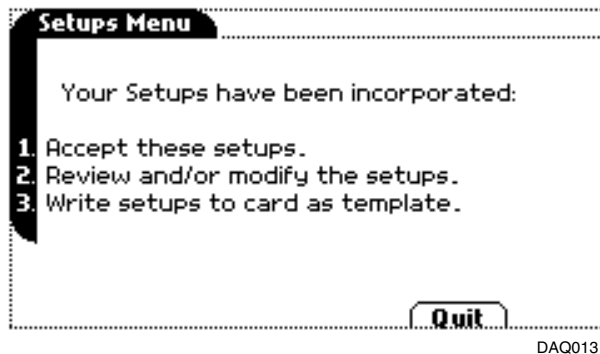 Setups Menu
Your Setups have been incorporated:
1. Accept these setups.
2. Review and/or modify the setups.
3. Write setups to card as template.
Quit
DAQ013